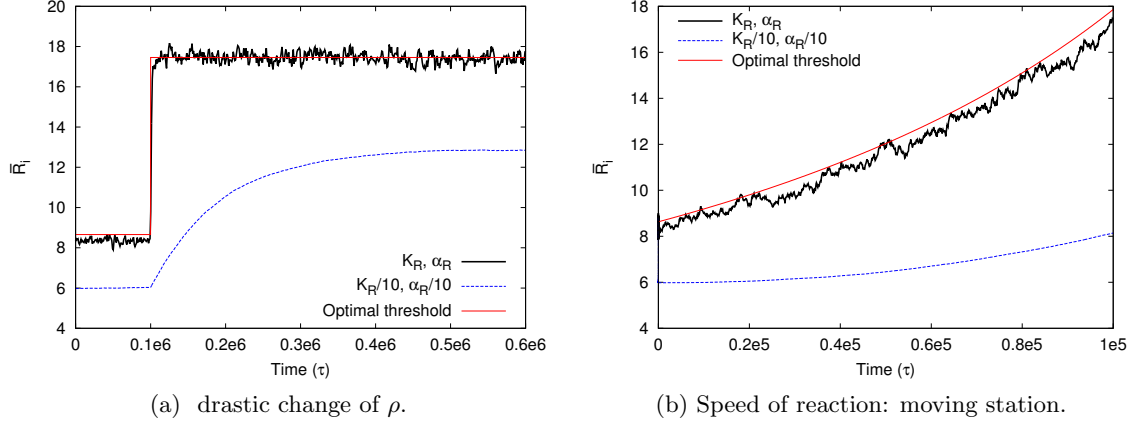 20
18
16
14
12
10
8
6
4
R̄i
0
0.1e6
0.2e6
0.3e6
0.4e6
0.5e6
0.6e6
Time (τ)
KR, αR
KR/10, αR/10
Optimal threshold
(a) drastic change of ρ.
18
16
14
12
10
8
6
4
R̄i
0
0.2e5
0.4e5
0.6e5
0.8e5
1e5
Time (τ)
KR, αR
KR/10, αR/10
Optimal threshold
(b) Speed of reaction: moving station.